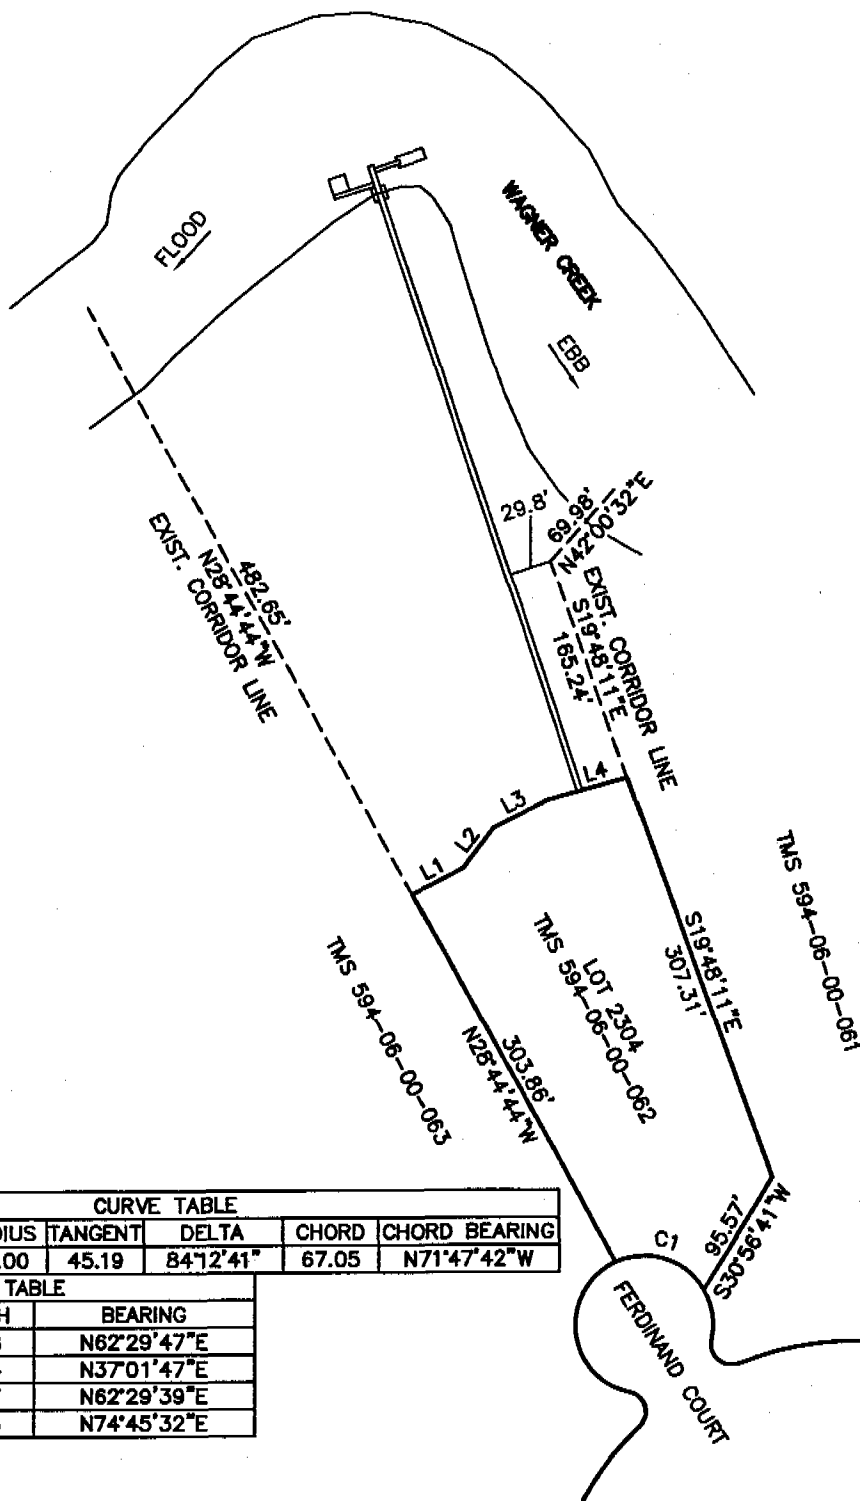 WAGNER CREEK
FLOOD
EBB
29.8'
69.98'
N42°00'32"E
EXIST. CORRIDOR LINE
S19°48'11"E
165.24'
482.65'
N28°44'44"W
EXIST. CORRIDOR LINE
L1
L2
L3
L4
TMS 594-06-00-061
S19°48'11"E
307.31'
LOT 2304
TMS 594-06-00-062
TMS 594-06-00-063
303.86'
N28°44'44"W
95.57'
S30°56'41"W
C1
FERDINAND COURT
CURVE TABLE
DIUS TANGENT DELTA CHORD CHORD BEARING
.00 45.19 84°12'41" 67.05 N71°47'42"W
TABLE
H BEARING
N62°29'47"E
N37°01'47"E
N62°29'39"E
N74°45'32"E